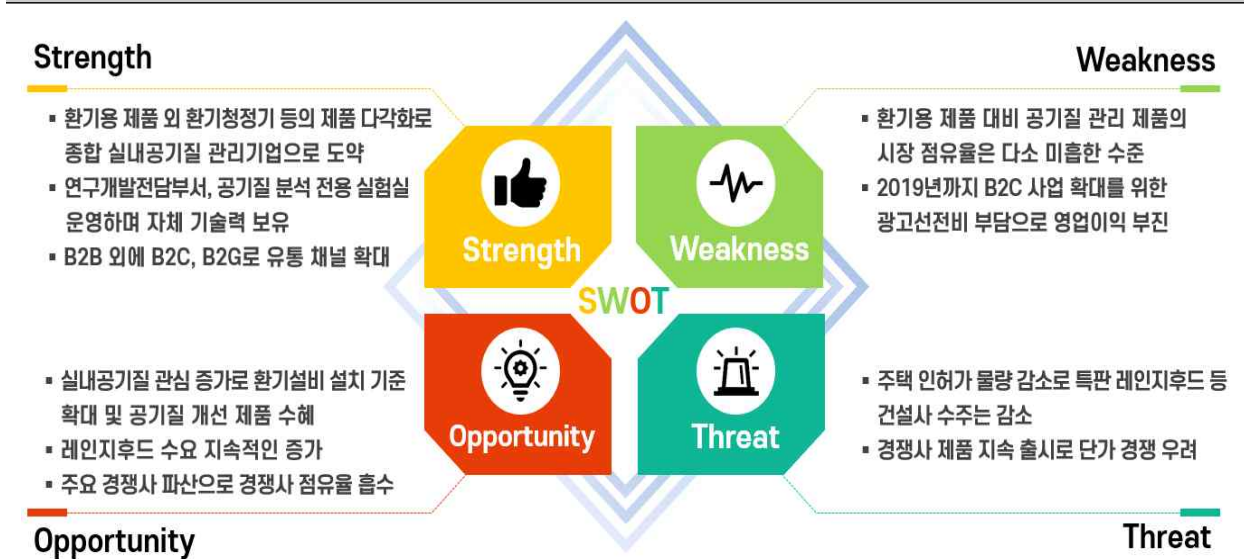 Strength
▪ 환기용 제품 외 환기청정기 등의 제품 다각화로
종합 실내공기질 관리기업으로 도약
▪ 연구개발전담부서, 공기질 분석 전용 실험실
운영하며 자체 기술력 보유
▪ B2B 외에 B2C, B2G로 유통 채널 확대
Weakness
▪ 환기용 제품 대비 공기질 관리 제품의
시장 점유율은 다소 미흡한 수준
▪ 2019년까지 B2C 사업 확대를 위한
광고선전비 부담으로 영업이익 부진
Strength
Weakness
SWOT
Opportunity
Threat
▪ 실내공기질 관심 증가로 환기설비 설치 기준
확대 및 공기질 개선 제품 수혜
▪ 레인지후드 수요 지속적인 증가
▪ 주요 경쟁사 파산으로 경쟁사 점유율 흡수
Opportunity
▪ 주택 인허가 물량 감소로 특판 레인지후드 등
건설사 수주는 감소
▪ 경쟁사 제품 지속 출시로 단가 경쟁 우려
Threat